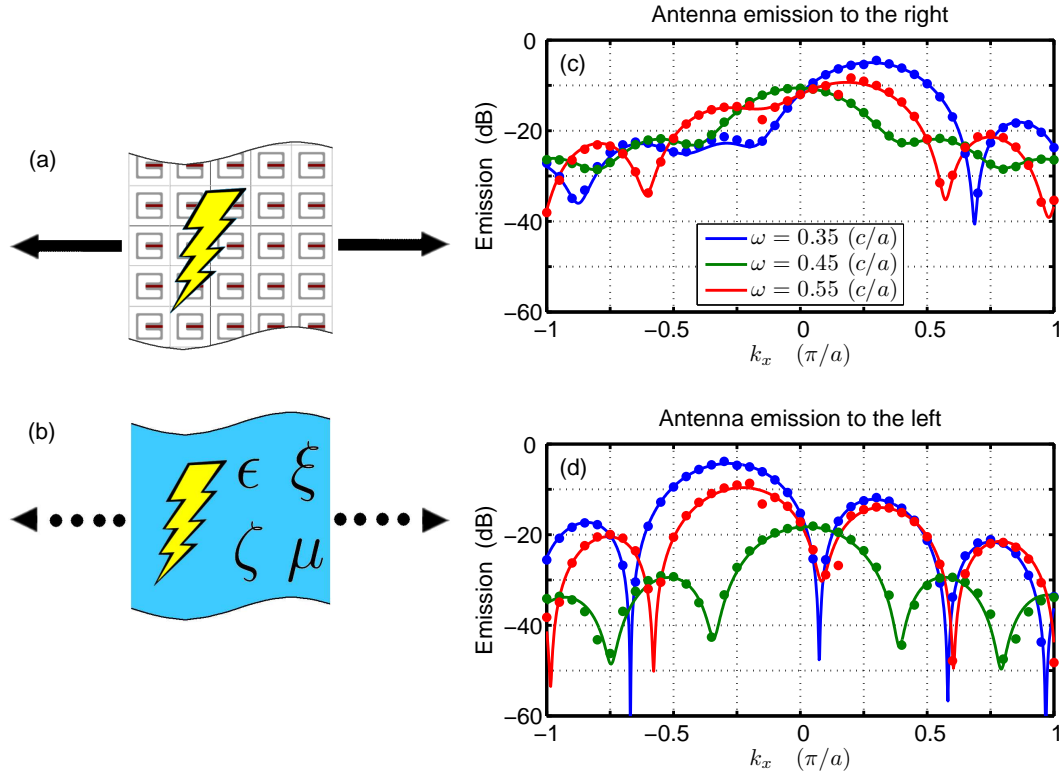 (a)
(b)
ϵ ξ
ζ μ
Antenna emission to the right
(c)
Emission (dB)
0
−20
−40
−60
ω = 0.35 (c/a)
ω = 0.45 (c/a)
ω = 0.55 (c/a)
−1 −0.5 0 0.5 1
k_x (π/a)
Antenna emission to the left
(d)
Emission (dB)
0
−20
−40
−60
−1 −0.5 0 0.5 1
k_x (π/a)